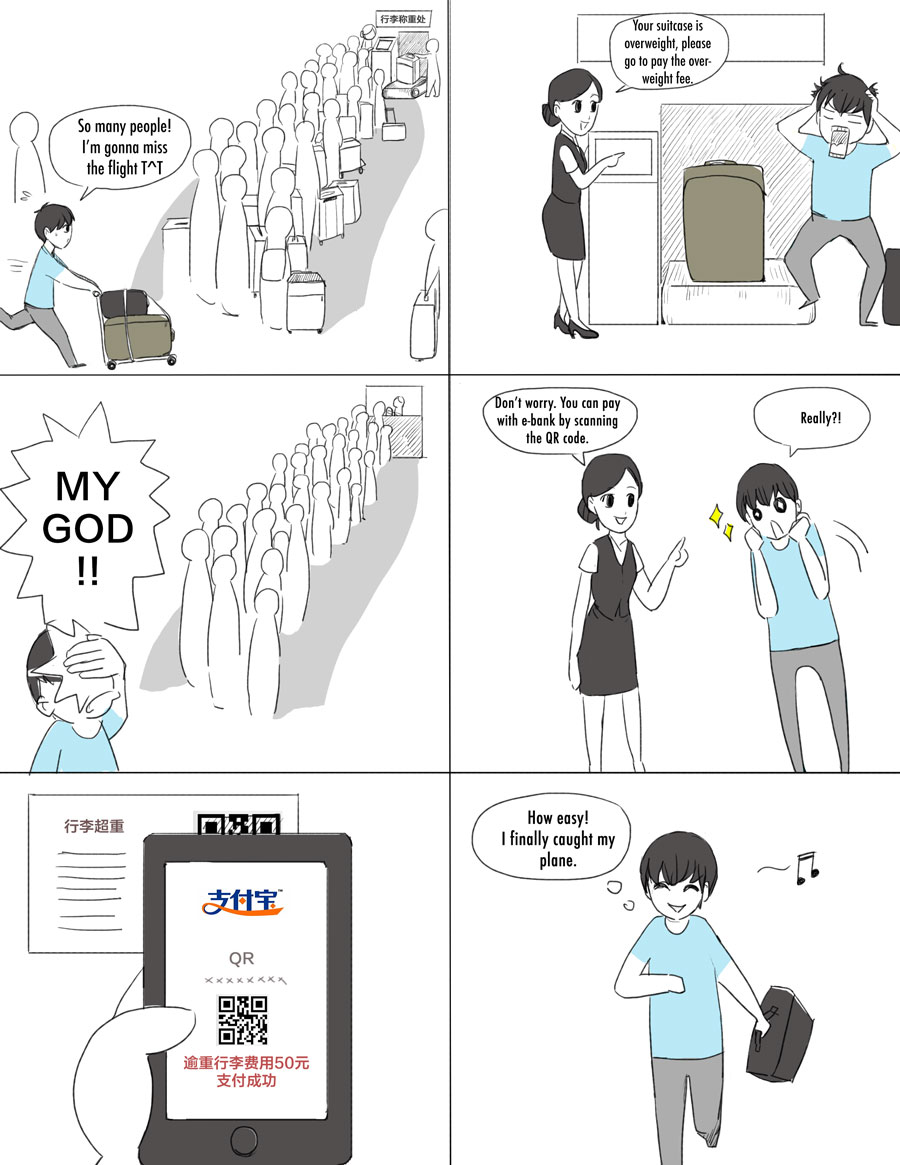 行李称重处
So many people!
I'm gonna miss
the flight T^T
Your suitcase is
overweight, please
go to pay the over-
weight fee.
MY
GOD
!!
Don't worry. You can pay
with e-bank by scanning
the QR code.
Really?!
行李超重
支付宝™
QR
××××××××
逾重行李费用50元
支付成功
How easy!
I finally caught my
plane.